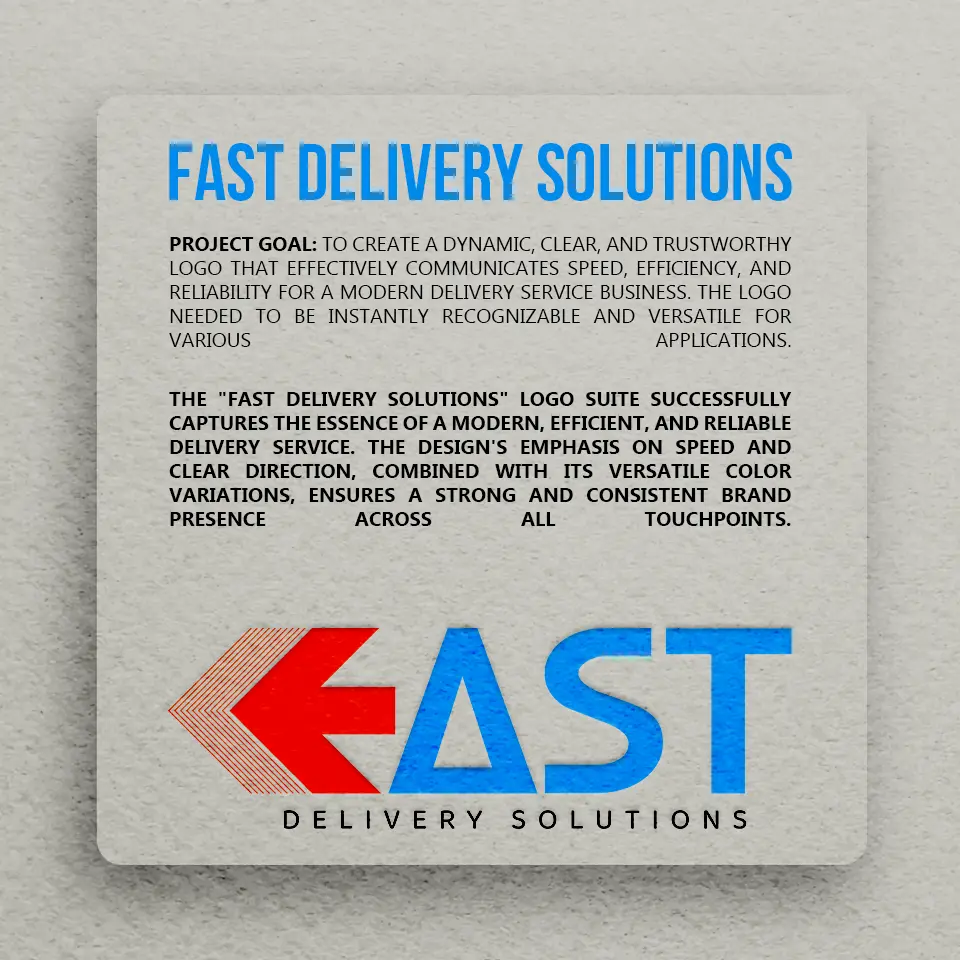 FAST DELIVERY SOLUTIONS
PROJECT GOAL: TO CREATE A DYNAMIC, CLEAR, AND TRUSTWORTHY
LOGO THAT EFFECTIVELY COMMUNICATES SPEED, EFFICIENCY, AND
RELIABILITY FOR A MODERN DELIVERY SERVICE BUSINESS. THE LOGO
NEEDED TO BE INSTANTLY RECOGNIZABLE AND VERSATILE FOR
VARIOUS APPLICATIONS.
THE "FAST DELIVERY SOLUTIONS" LOGO SUITE SUCCESSFULLY
CAPTURES THE ESSENCE OF A MODERN, EFFICIENT, AND RELIABLE
DELIVERY SERVICE. THE DESIGN'S EMPHASIS ON SPEED AND
CLEAR DIRECTION, COMBINED WITH ITS VERSATILE COLOR
VARIATIONS, ENSURES A STRONG AND CONSISTENT BRAND
PRESENCE ACROSS ALL TOUCHPOINTS.
FAST
DELIVERY SOLUTIONS